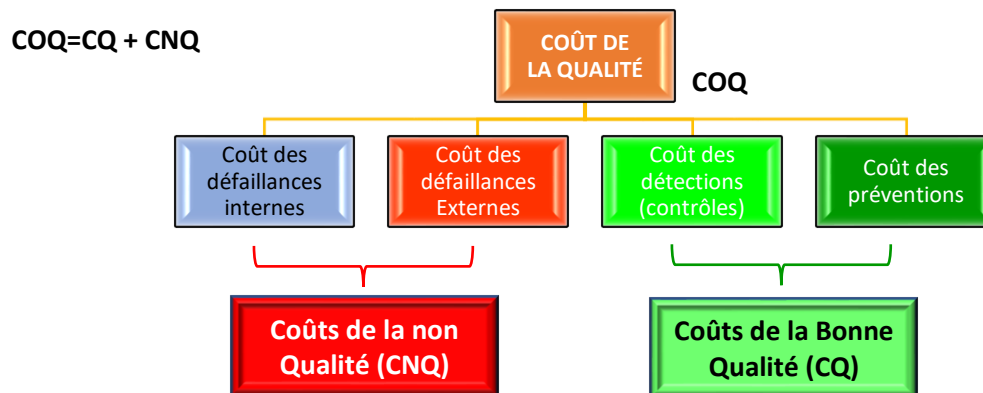 COQ=CQ + CNQ
COÛT DE
LA QUALITÉ
COQ
Coût des
défaillances
internes
Coût des
défaillances
Externes
Coût des
détections
(contrôles)
Coût des
préventions
Coûts de la non
Qualité (CNQ)
Coûts de la Bonne
Qualité (CQ)